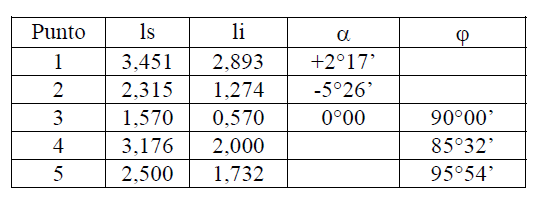 Punto ls li α φ
1 3,451 2,893 +2°17’
2 2,315 1,274 -5°26’
3 1,570 0,570 0°00 90°00’
4 3,176 2,000 85°32’
5 2,500 1,732 95°54’